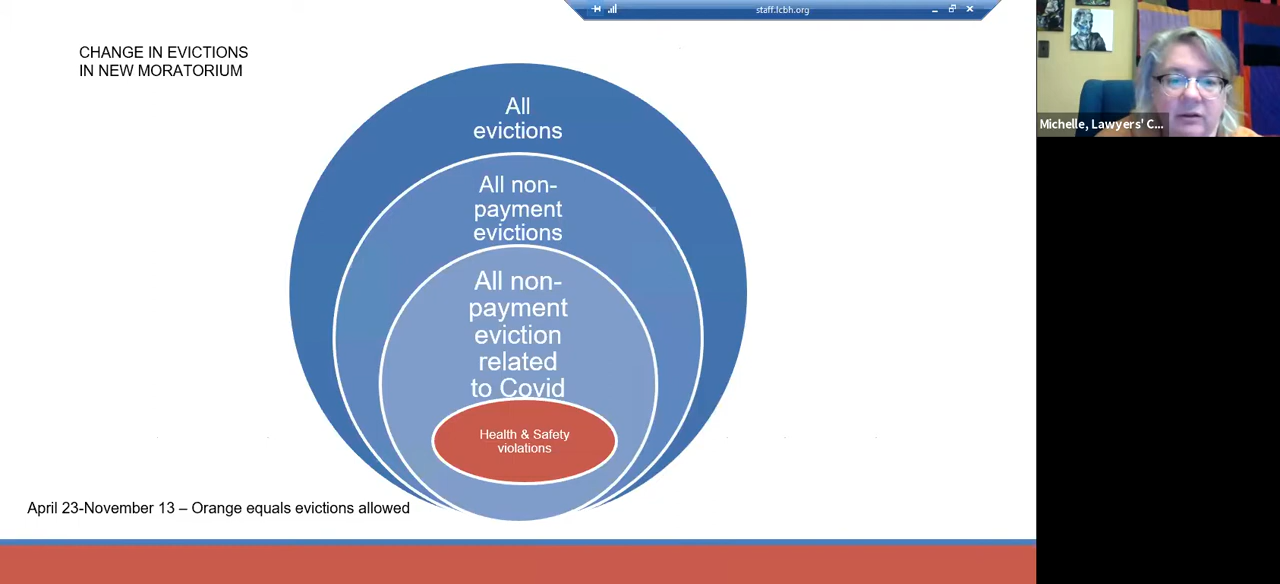 staff.lcbh.org
CHANGE IN EVICTIONS
IN NEW MORATORIUM
All
evictions
All non-
payment
evictions
All non-
payment
eviction
related
to Covid
Health & Safety
violations
April 23-November 13 – Orange equals evictions allowed
Michelle, Lawyers' C...